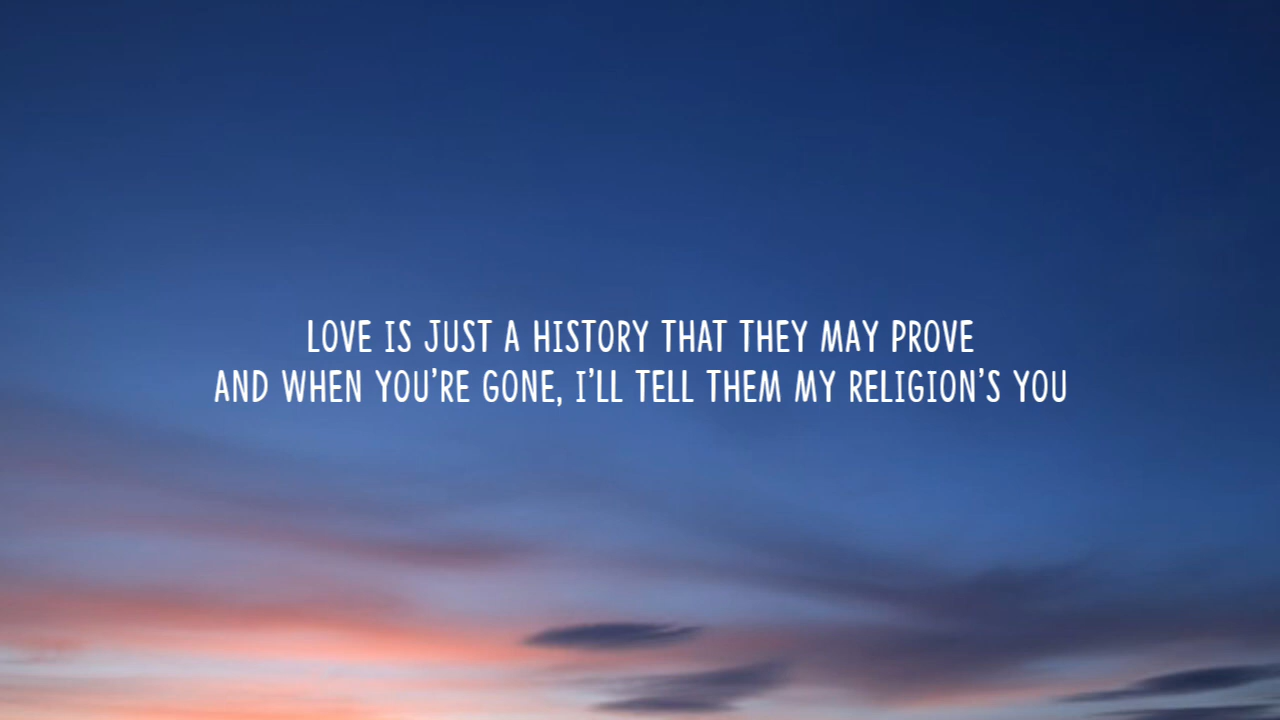 LOVE IS JUST A HISTORY THAT THEY MAY PROVE
AND WHEN YOU'RE GONE, I'LL TELL THEM MY RELIGION'S YOU